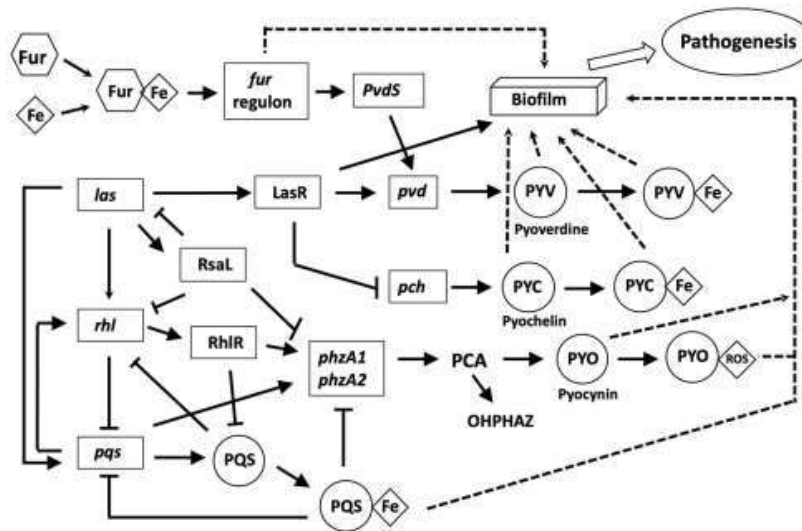 Fur
Fe
Fur
Fe
fur
regulon
PvdS
Biofilm
Pathogenesis
las
LasR
pvd
PYV
Pyoverdine
PYV
Fe
RsaL
pch
PYC
Pyochelin
PYC
Fe
rhl
RhlR
phzA1
phzA2
PCA
PYO
Pyocynin
PYO
ROS
OHPHAZ
pqs
PQS
PQS
Fe